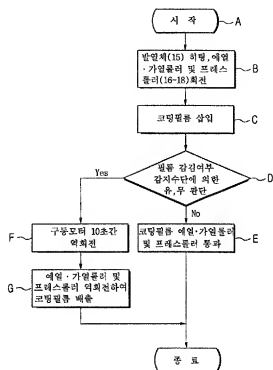 시 작
A
발열체(15) 히팅, 예열
·가열롤러 및 프레스
롤러(16-18)회전
B
코팅필름 삽입
C
필름 감김여부
감지수단에 의한
유,무 판단
D
Yes
No
구동모터 10초간
역회전
F
코팅필름 예열·가열롤러
및 프레스롤러 통과
E
예열·가열롤러 및
프레스롤러 역회전하여
코팅필름 배출
G
종 료